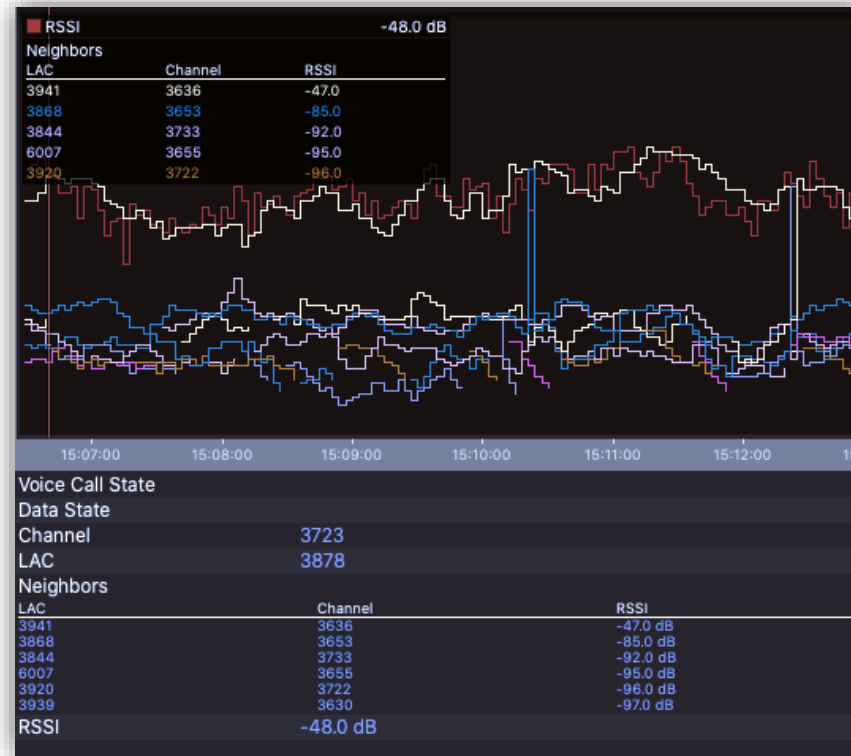 RSSI -48.0 dB
Neighbors
LAC Channel RSSI
3941 3636 -47.0
3868 3653 -85.0
3844 3733 -92.0
6007 3655 -95.0
3920 3722 -96.0
15:07:00 15:08:00 15:09:00 15:10:00 15:11:00 15:12:00
Voice Call State
Data State
Channel 3723
LAC 3878
Neighbors
LAC Channel RSSI
3941 3636 -47.0 dB
3868 3653 -85.0 dB
3844 3733 -92.0 dB
6007 3655 -95.0 dB
3920 3722 -96.0 dB
3939 3630 -97.0 dB
RSSI -48.0 dB